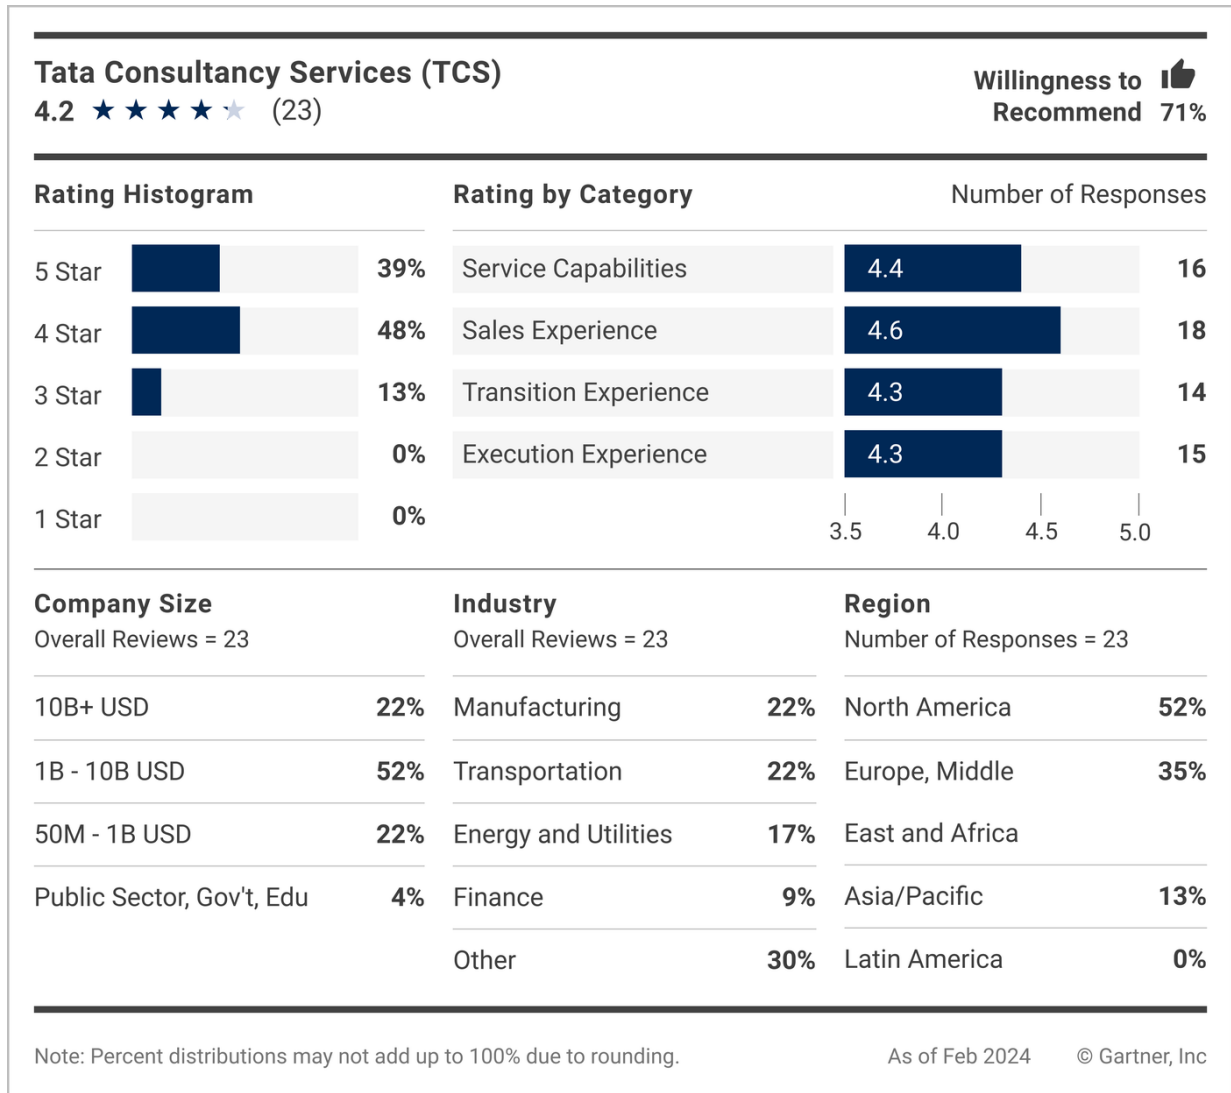 Tata Consultancy Services (TCS)
4.2 (23)
Willingness to
Recommend 71%
Rating Histogram
5 Star 39%
4 Star 48%
3 Star 13%
2 Star 0%
1 Star 0%
Rating by Category Number of Responses
Service Capabilities 4.4 16
Sales Experience 4.6 18
Transition Experience 4.3 14
Execution Experience 4.3 15
3.5 4.0 4.5 5.0
Company Size
Overall Reviews = 23
10B+ USD 22%
1B - 10B USD 52%
50M - 1B USD 22%
Public Sector, Gov't, Edu 4%
Industry
Overall Reviews = 23
Manufacturing 22%
Transportation 22%
Energy and Utilities 17%
Finance 9%
Other 30%
Region
Number of Responses = 23
North America 52%
Europe, Middle 35%
East and Africa
Asia/Pacific 13%
Latin America 0%
Note: Percent distributions may not add up to 100% due to rounding. As of Feb 2024 © Gartner, Inc